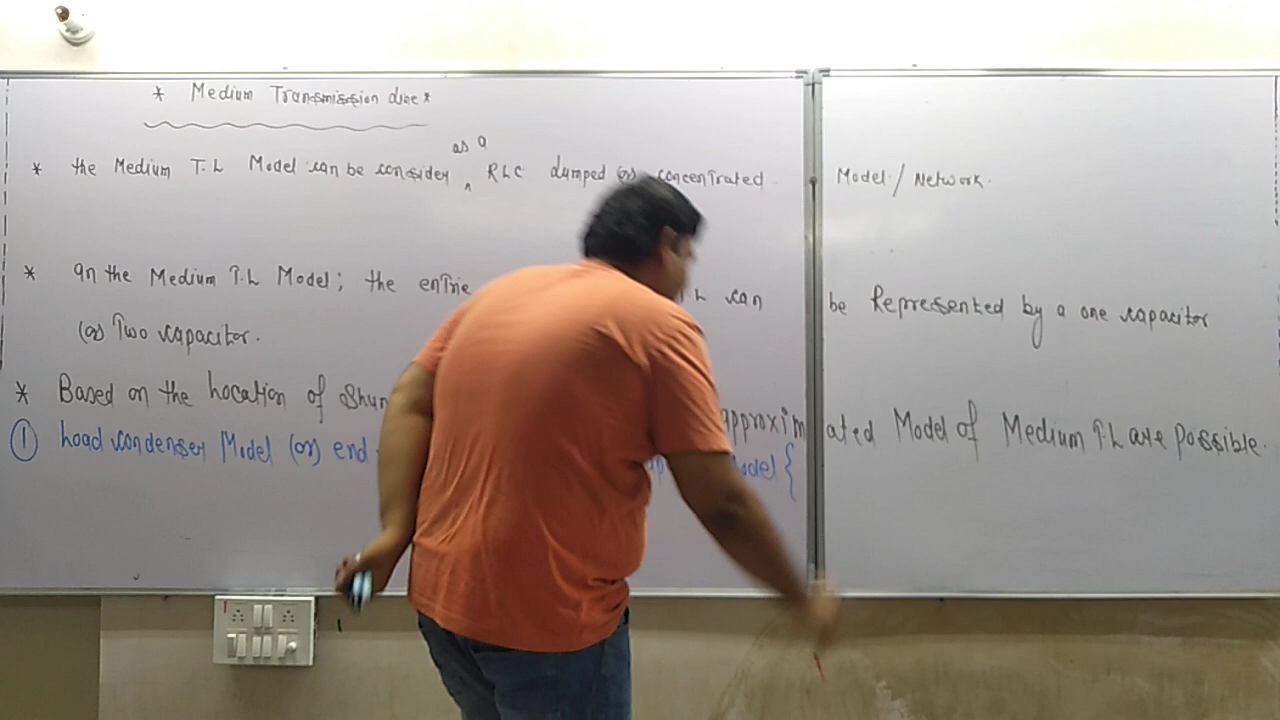 * Medium Transmission Line *
* the Medium T.L Model can be consider as a RLC Lumped (or) concentrated Model / Network.
* In the Medium T.L Model ; the entire T.L can be Represented by a one capacitor
(or) Two capacitor.
* Based on the Location of Shun approximated Model of Medium T.L are possible.
① Load condenser Model (or) end Model {